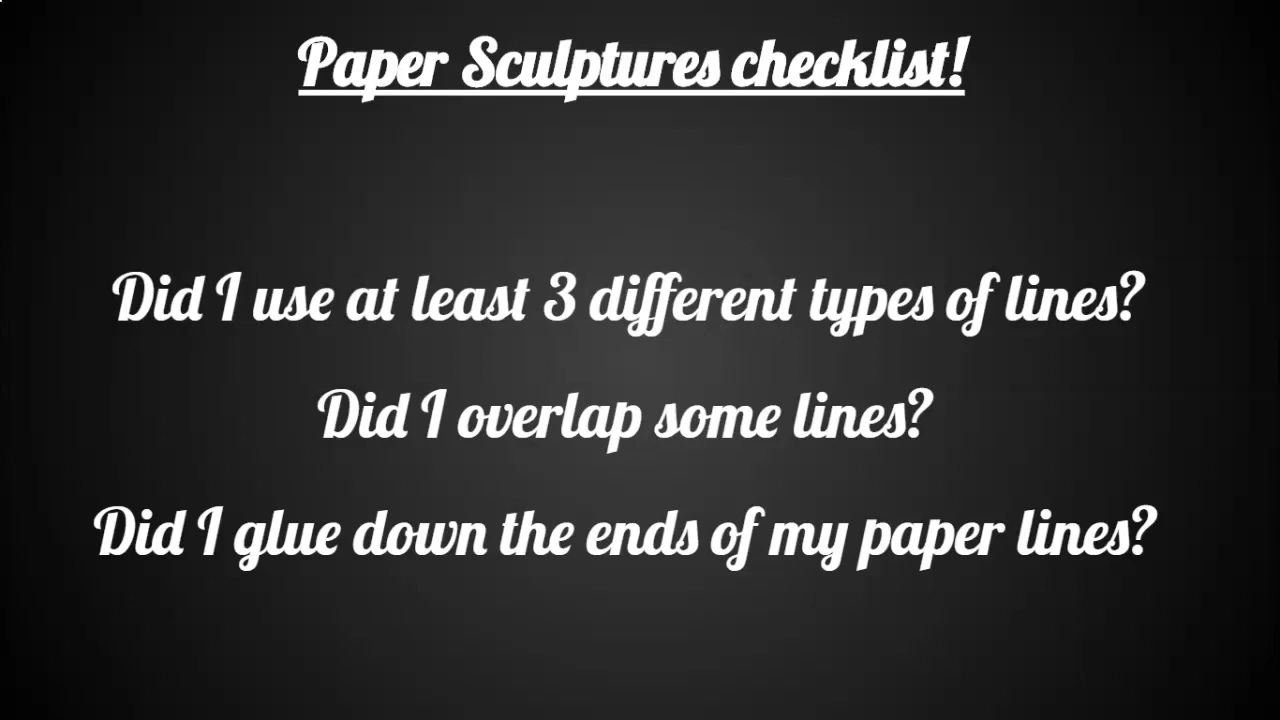 Paper Sculptures checklist!
Did I use at least 3 different types of lines?
Did I overlap some lines?
Did I glue down the ends of my paper lines?